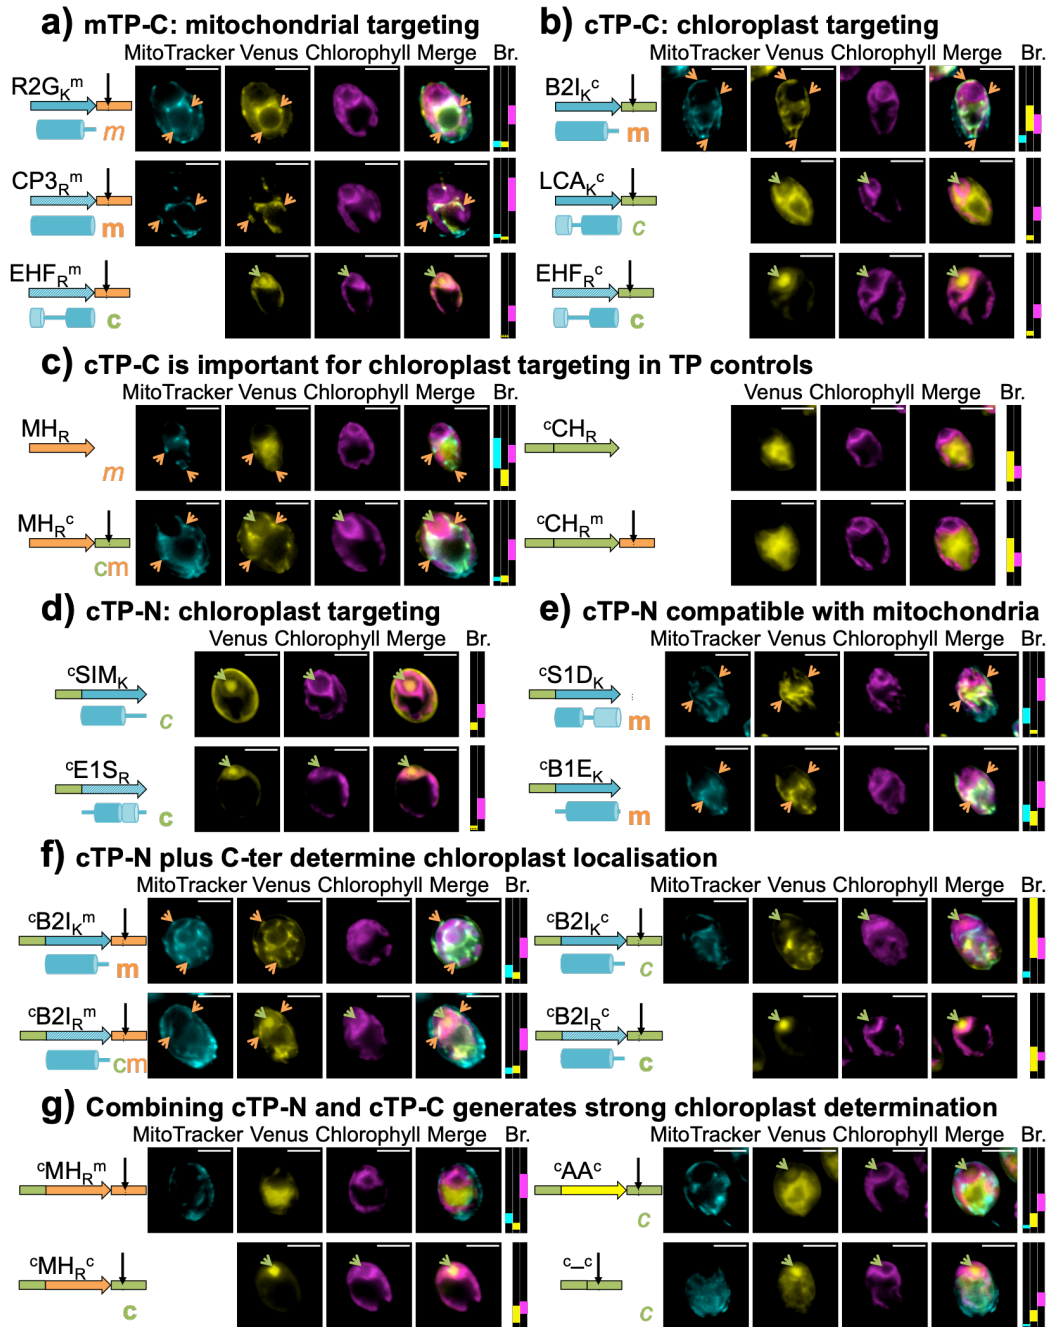 a) mTP-C: mitochondrial targeting
MitoTracker Venus Chlorophyll Merge Br.
R2GKm
m
CP3Rm
m
EHFRm
c
b) cTP-C: chloroplast targeting
MitoTracker Venus Chlorophyll Merge Br.
B2IKc
m
LCAKc
c
EHFRc
c
c) cTP-C is important for chloroplast targeting in TP controls
MitoTracker Venus Chlorophyll Merge Br.
MHR
m
MHRc
cm
Venus Chlorophyll Merge Br.
cCHR
cCHRm
d) cTP-N: chloroplast targeting
Venus Chlorophyll Merge Br.
cSIMK
c
cE1SR
c
e) cTP-N compatible with mitochondria
MitoTracker Venus Chlorophyll Merge Br.
cS1DK
m
cB1EK
m
f) cTP-N plus C-ter determine chloroplast localisation
MitoTracker Venus Chlorophyll Merge Br.
cB2IKm
m
cB2IRm
cm
MitoTracker Venus Chlorophyll Merge Br.
cB2IKc
c
cB2IRc
c
g) Combining cTP-N and cTP-C generates strong chloroplast determination
MitoTracker Venus Chlorophyll Merge Br.
cMHRm
cMHRc
c
MitoTracker Venus Chlorophyll Merge Br.
cAAc
c
c_c
c